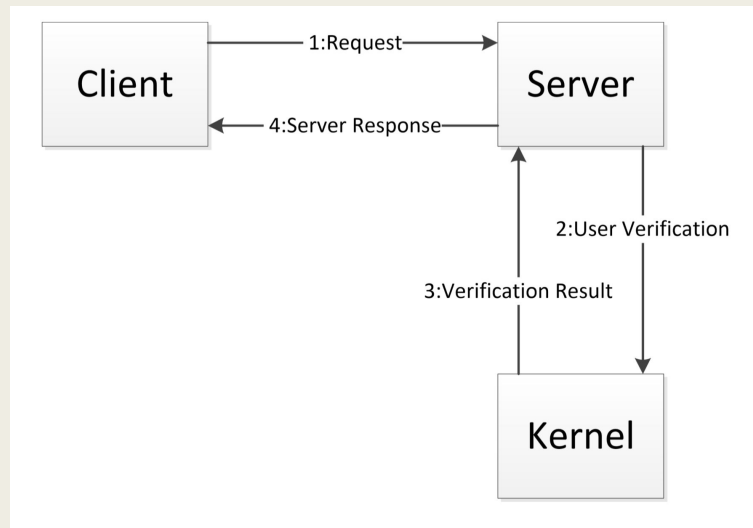 1:Request
Client
Server
4:Server Response
2:User Verification
3:Verification Result
Kernel